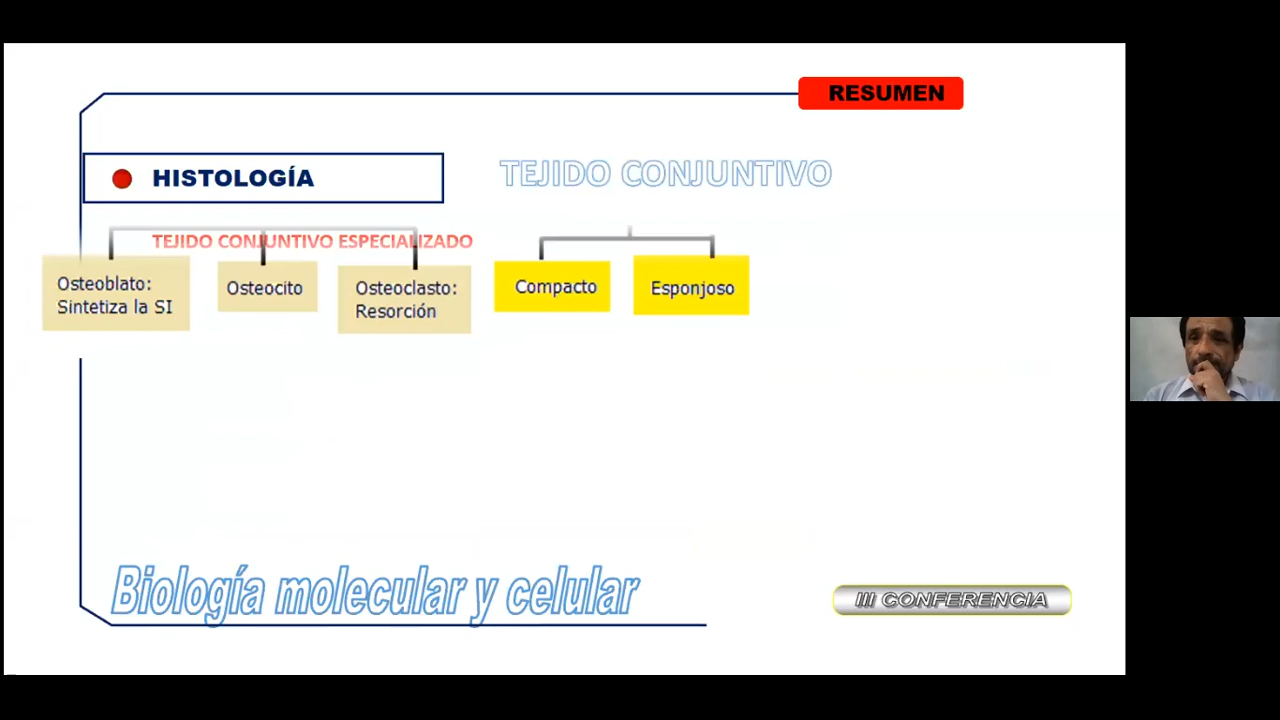 RESUMEN
HISTOLOGÍA
TEJIDO CONJUNTIVO
TEJIDO CONJUNTIVO ESPECIALIZADO
Osteoblato:
Sintetiza la SI
Osteocito
Osteoclasto:
Resorción
Compacto
Esponjoso
Biología molecular y celular
III CONFERENCIA